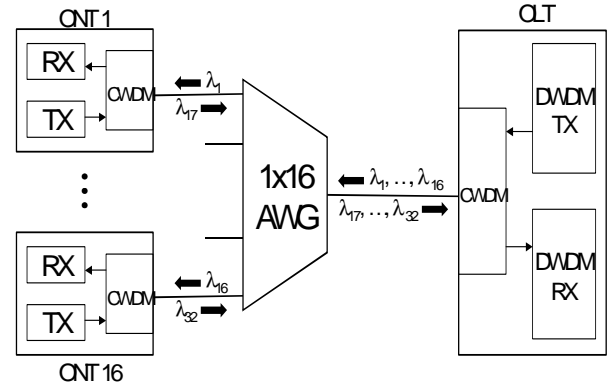 ONT 1
OLT
RX
TX
CWDM
λ1
λ17
DWDM
TX
1x16
AWG
λ1, .., λ16
λ17, .., λ32
CWDM
RX
TX
CWDM
λ16
λ32
DWDM
RX
ONT 16